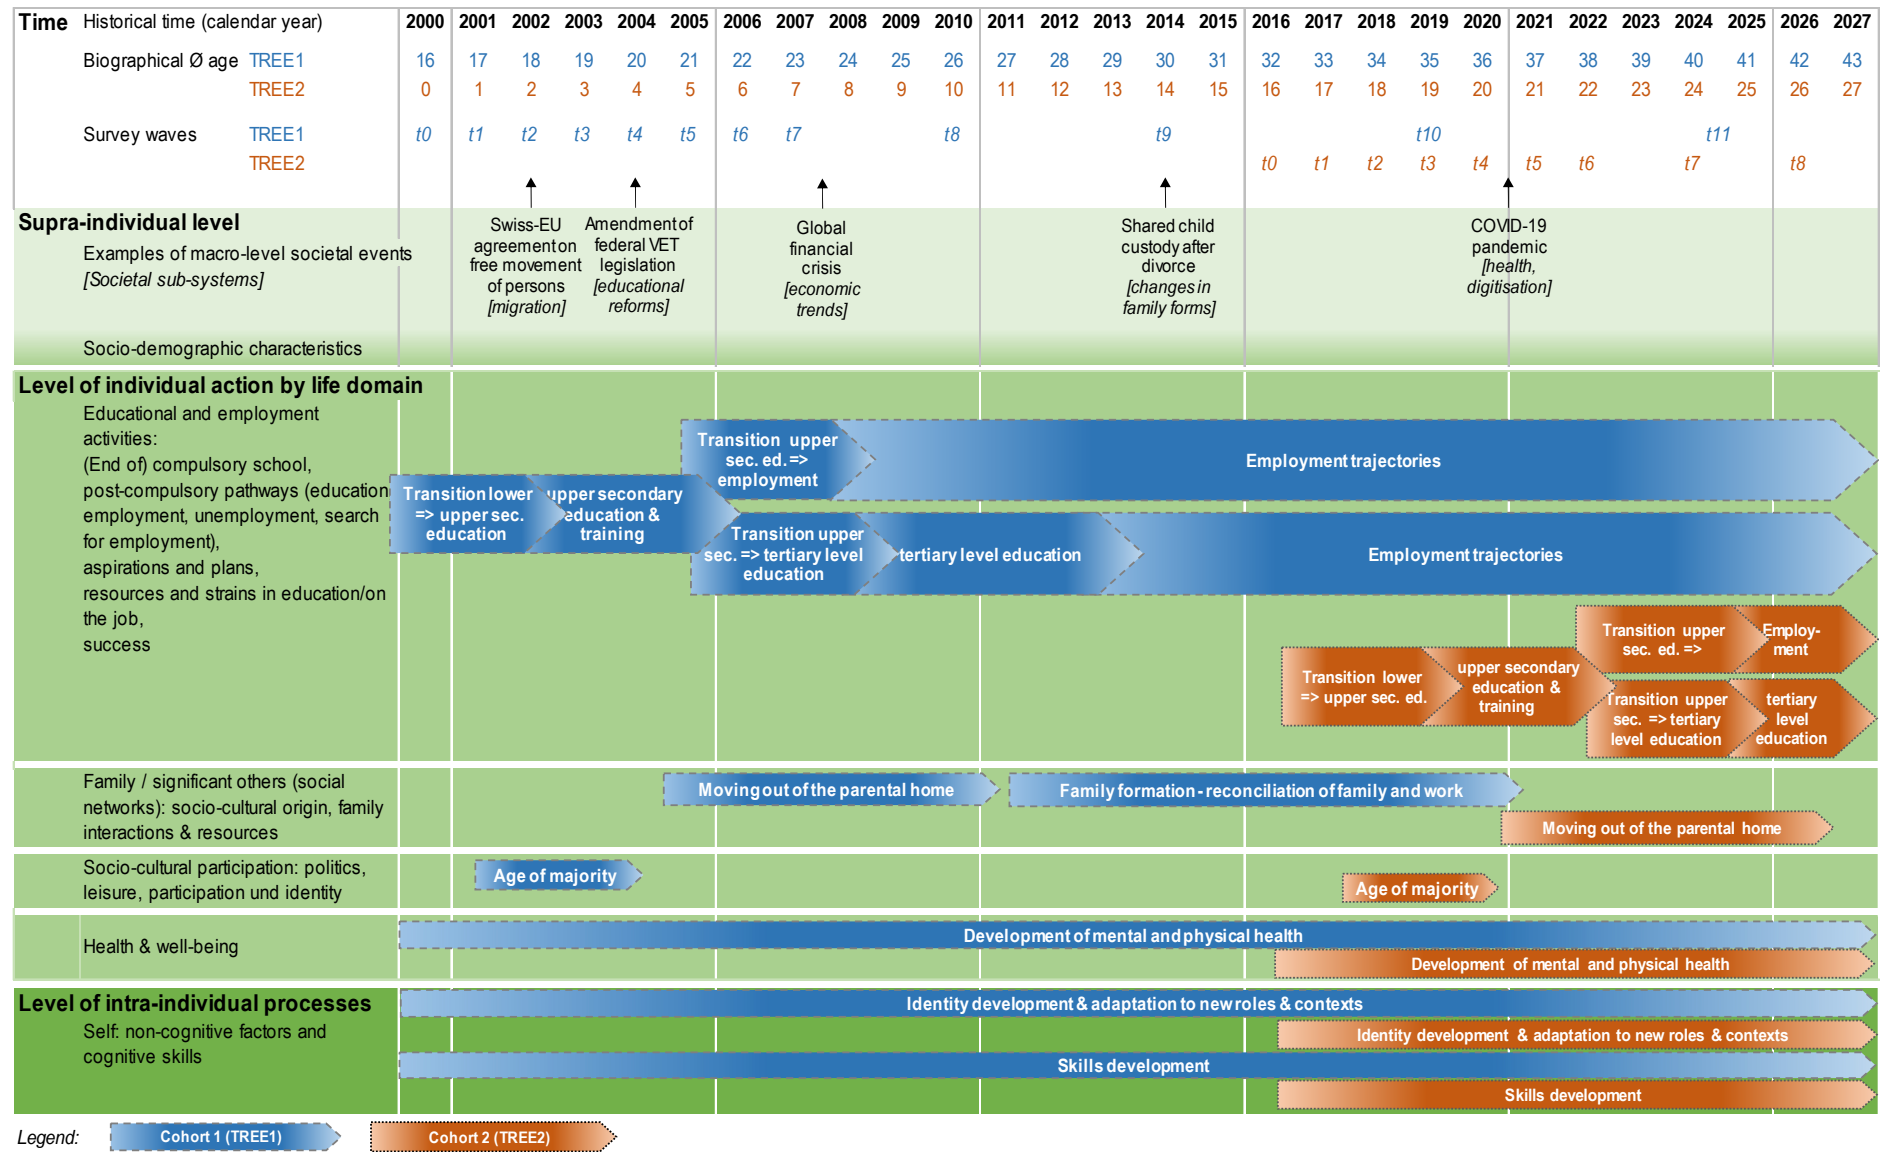 Time Historical time (calendar year) 2000 2001 2002 2003 2004 2005 2006 2007 2008 2009 2010 2011 2012 2013 2014 2015 2016 2017 2018 2019 2020 2021 2022 2023 2024 2025 2026 2027
Biographical Ø age TREE1 16 17 18 19 20 21 22 23 24 25 26 27 28 29 30 31 32 33 34 35 36 37 38 39 40 41 42 43
TREE2 0 1 2 3 4 5 6 7 8 9 10 11 12 13 14 15 16 17 18 19 20 21 22 23 24 25 26 27
Survey waves TREE1 t0 t1 t2 t3 t4 t5 t6 t7 t8 t9 t10 t11
TREE2 t0 t1 t2 t3 t4 t5 t6 t7 t8
Supra-individual level
Examples of macro-level societal events
[Societal sub-systems]
Swiss-EU
agreement on
free movement
of persons
[migration]
Amendment of
federal VET
legislation
[educational
reforms]
Global
financial
crisis
[economic
trends]
Shared child
custody after
divorce
[changes in
family forms]
COVID-19
pandemic
[health,
digitisation]
Socio-demographic characteristics
Level of individual action by life domain
Educational and employment
activities:
(End of) compulsory school,
post-compulsory pathways (education
employment, unemployment, search
for employment),
aspirations and plans,
resources and strains in education/on
the job,
success
Transition lower
=> upper sec.
education
upper secondary
education &
training
Transition upper
sec. ed. =>
employment
Employment trajectories
Transition upper
sec. => tertiary level
education
tertiary level education
Employment trajectories
Transition lower
=> upper sec. ed.
upper secondary
education &
training
Transition upper
sec. ed. =>
Employ-
ment
Transition upper
sec. => tertiary
level education
tertiary
level
education
Family / significant others (social
networks): socio-cultural origin, family
interactions & resources
Moving out of the parental home
Family formation - reconciliation of family and work
Moving out of the parental home
Socio-cultural participation: politics,
leisure, participation und identity
Age of majority
Age of majority
Health & well-being
Development of mental and physical health
Development of mental and physical health
Level of intra-individual processes
Self: non-cognitive factors and
cognitive skills
Identity development & adaptation to new roles & contexts
Identity development & adaptation to new roles & contexts
Skills development
Skills development
Legend: Cohort 1 (TREE1) Cohort 2 (TREE2)